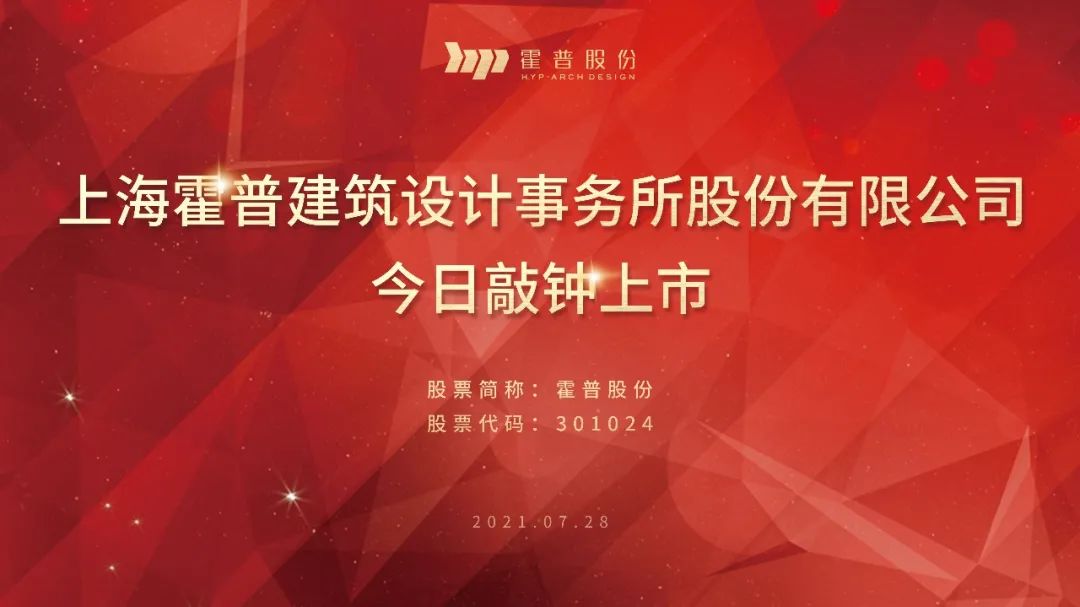 hyp 霍普股份
HYP-ARCH DESIGN
上海霍普建筑设计事务所股份有限公司
今日敲钟上市
股票简称：霍普股份
股票代码：301024
2021.07.28